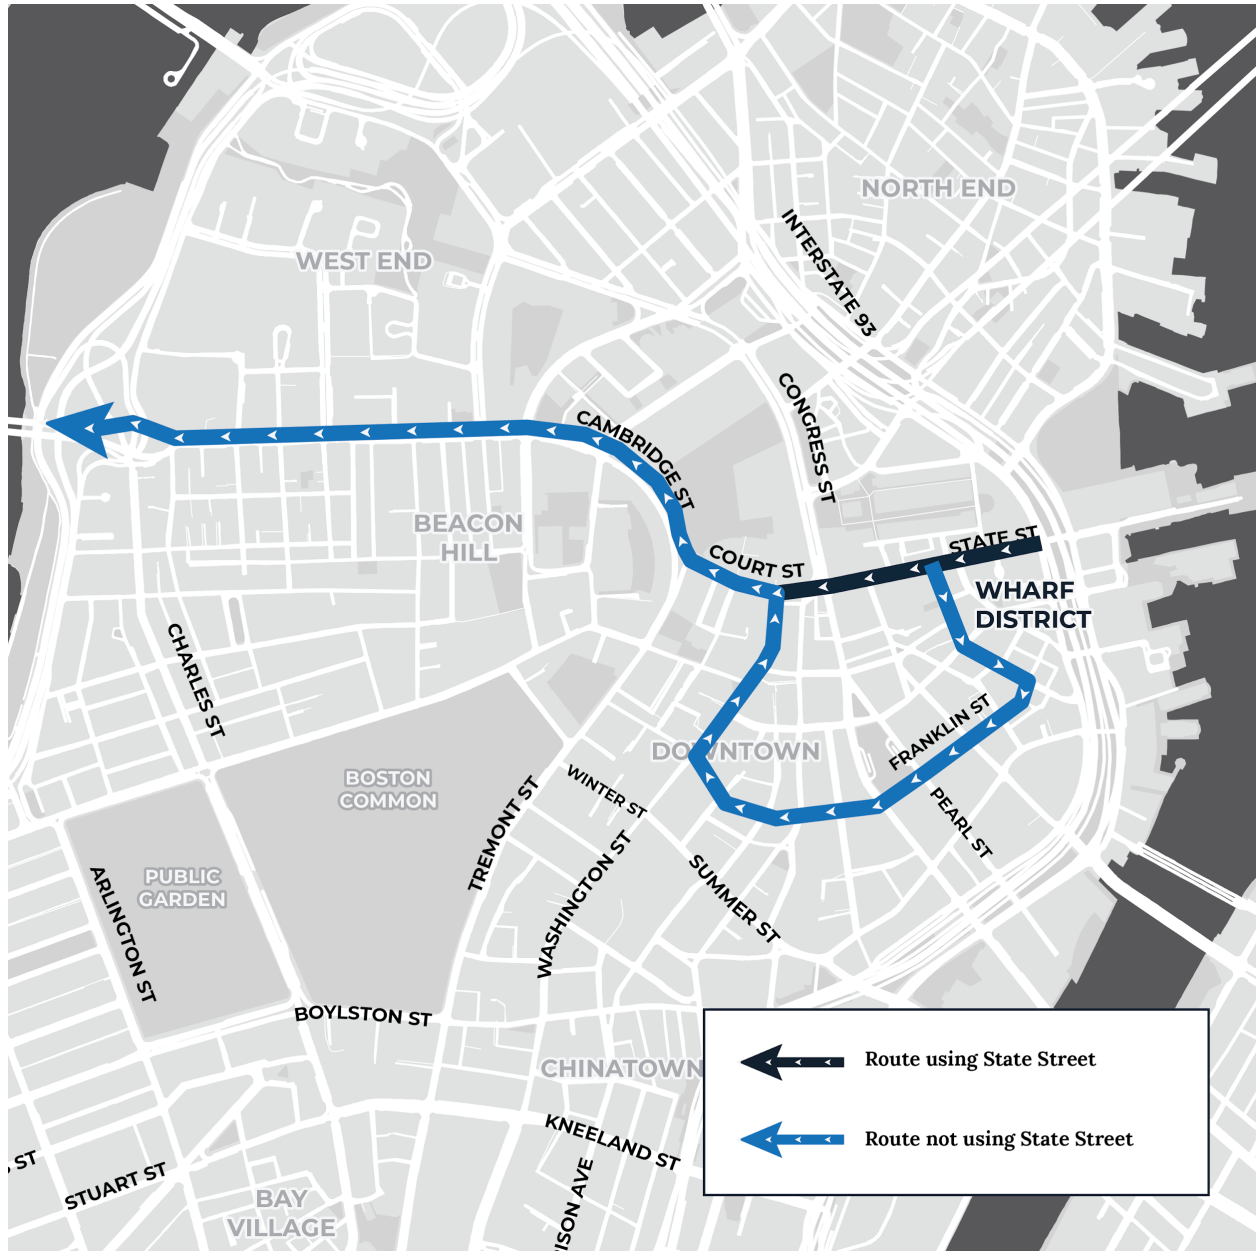 NORTH END
INTERSTATE 93
WEST END
CONGRESS ST
CAMBRIDGE ST
BEACON
HILL
STATE ST
COURT ST
WHARF
DISTRICT
CHARLES ST
FRANKLIN ST
DOWNTOWN
BOSTON
COMMON
WINTER ST
TREMONT ST
PEARL ST
WASHINGTON ST
SUMMER ST
PUBLIC
GARDEN
ARLINGTON ST
BOYLSTON ST
CHINATOWN
Route using State Street
Route not using State Street
KNEELAND ST
ST
STUART ST
ISON AVE
BAY
VILLAGE